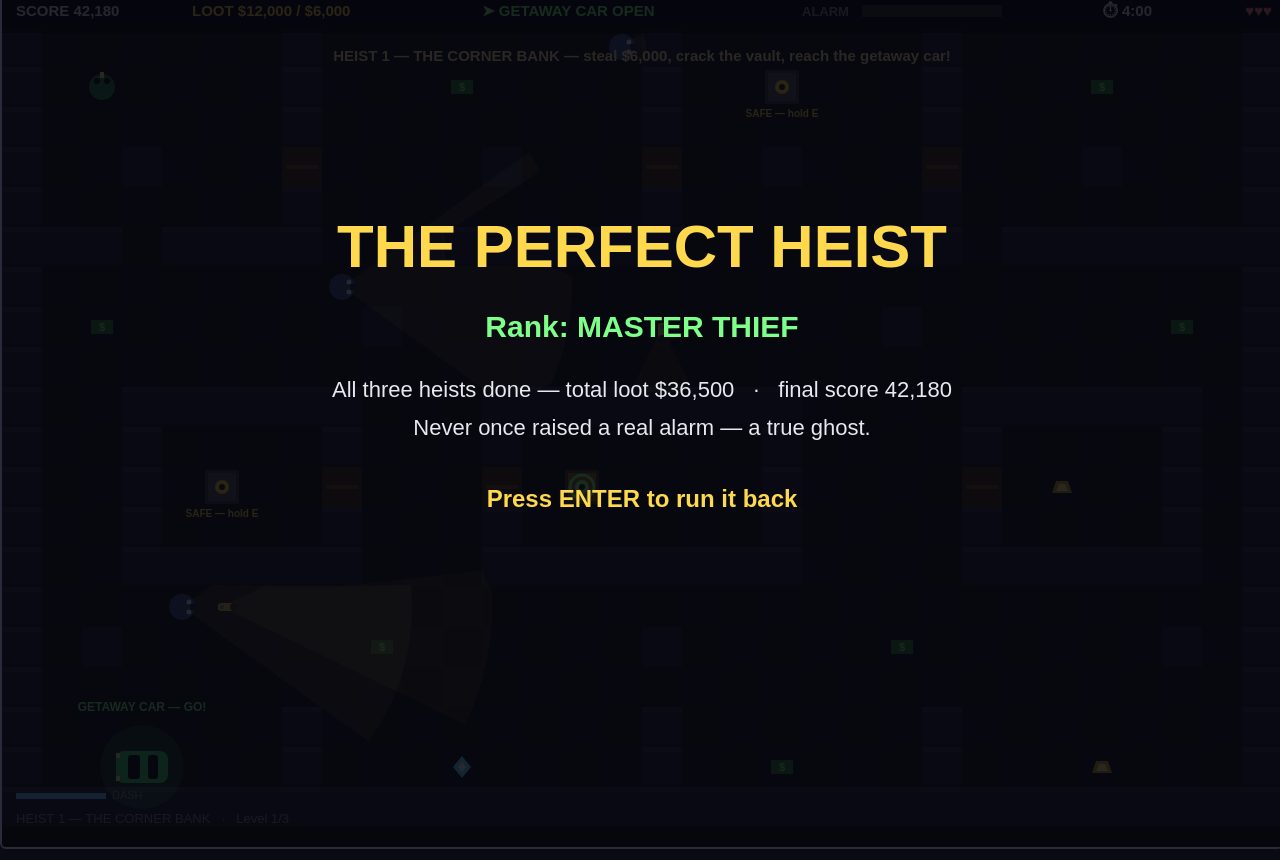 SCORE 42,180 LOOT $12,000 / $6,000 ➤ GETAWAY CAR OPEN ALARM ⏱ 4:00 ♥♥♥
HEIST 1 — THE CORNER BANK — steal $6,000, crack the vault, reach the getaway car!
$ $
SAFE — hold E
THE PERFECT HEIST
Rank: MASTER THIEF
$ $
All three heists done — total loot $36,500 · final score 42,180
Never once raised a real alarm — a true ghost.
Press ENTER to run it back
SAFE — hold E
$ $
GETAWAY CAR — GO!
$
DASH
HEIST 1 — THE CORNER BANK · Level 1/3